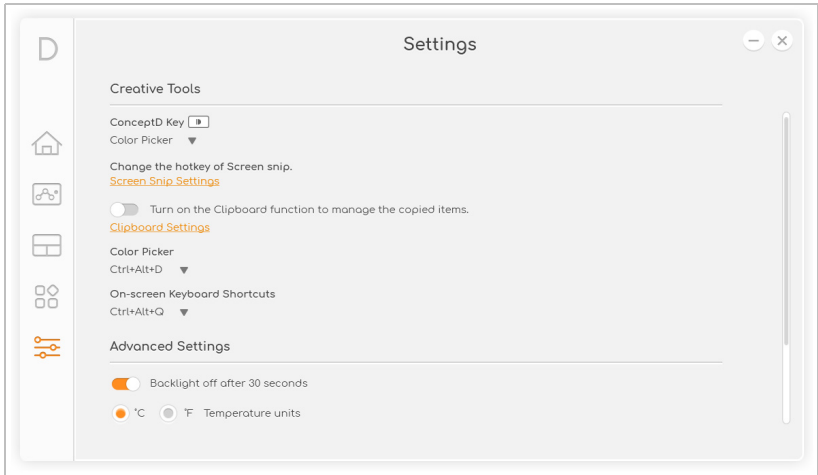 D
Settings
Creative Tools
ConceptD Key
Color Picker
Change the hotkey of Screen snip.
Screen Snip Settings
Turn on the Clipboard function to manage the copied items.
Clipboard Settings
Color Picker
Ctrl+Alt+D
On-screen Keyboard Shortcuts
Ctrl+Alt+Q
Advanced Settings
Backlight off after 30 seconds
°C °F Temperature units